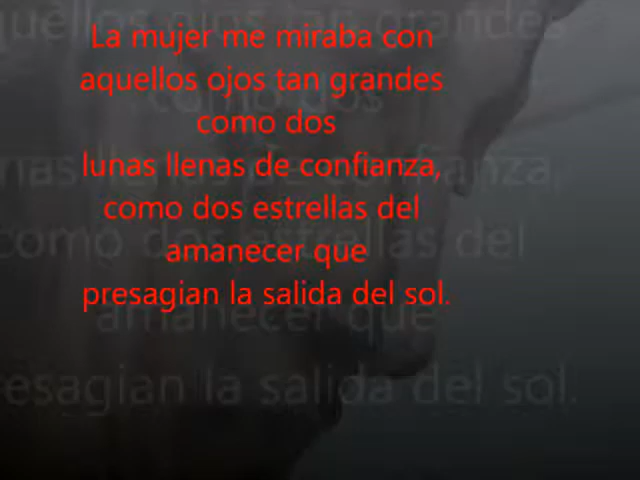 La mujer me miraba con
aquellos ojos tan grandes
como dos
lunas llenas de confianza,
como dos estrellas del
amanecer que
presagian la salida del sol.